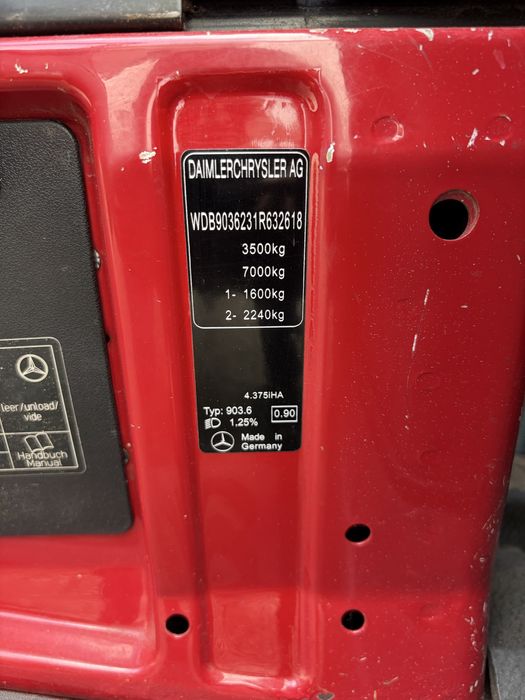 DAIMLERCHRYSLER AG
WDB9036231R632618
3500kg
7000kg
1- 1600kg
2- 2240kg
4.375IHA
Typ: 903.6 0.90
1.25%
Made in
Germany
leer/unload/
vide
Handbuch
Manual